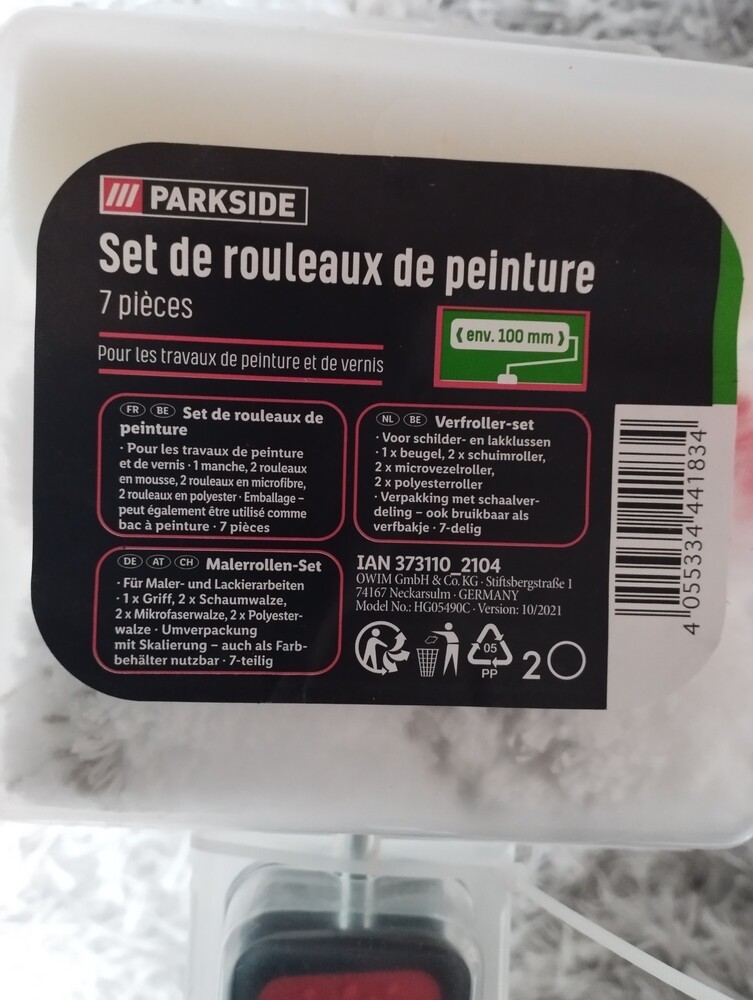 PARKSIDE
Set de rouleaux de peinture
7 pièces
Pour les travaux de peinture et de vernis
❰ env. 100 mm ❱
FR BE Set de rouleaux de
peinture
· Pour les travaux de peinture
et de vernis · 1 manche, 2 rouleaux
en mousse, 2 rouleaux en microfibre,
2 rouleaux en polyester · Emballage –
peut également être utilisé comme
bac à peinture · 7 pièces
NL BE Verfroller-set
· Voor schilder- en lakklussen
· 1 x beugel, 2 x schuimroller,
2 x microvezelroller,
2 x polyesterroller
· Verpakking met schaalver-
deling – ook bruikbaar als
verfbakje · 7-delig
DE AT CH Malerrollen-Set
· Für Maler- und Lackierarbeiten
· 1 x Griff, 2 x Schaumwalze,
2 x Mikrofaserwalze, 2 x Polyester-
walze · Umverpackung
mit Skalierung – auch als Farb-
behälter nutzbar · 7-teilig
IAN 373110_2104
OWIM GmbH & Co. KG · Stiftsbergstraße 1
74167 Neckarsulm · GERMANY
Model No.: HG05490C · Version: 10/2021
05
PP
2
4 055334 441834